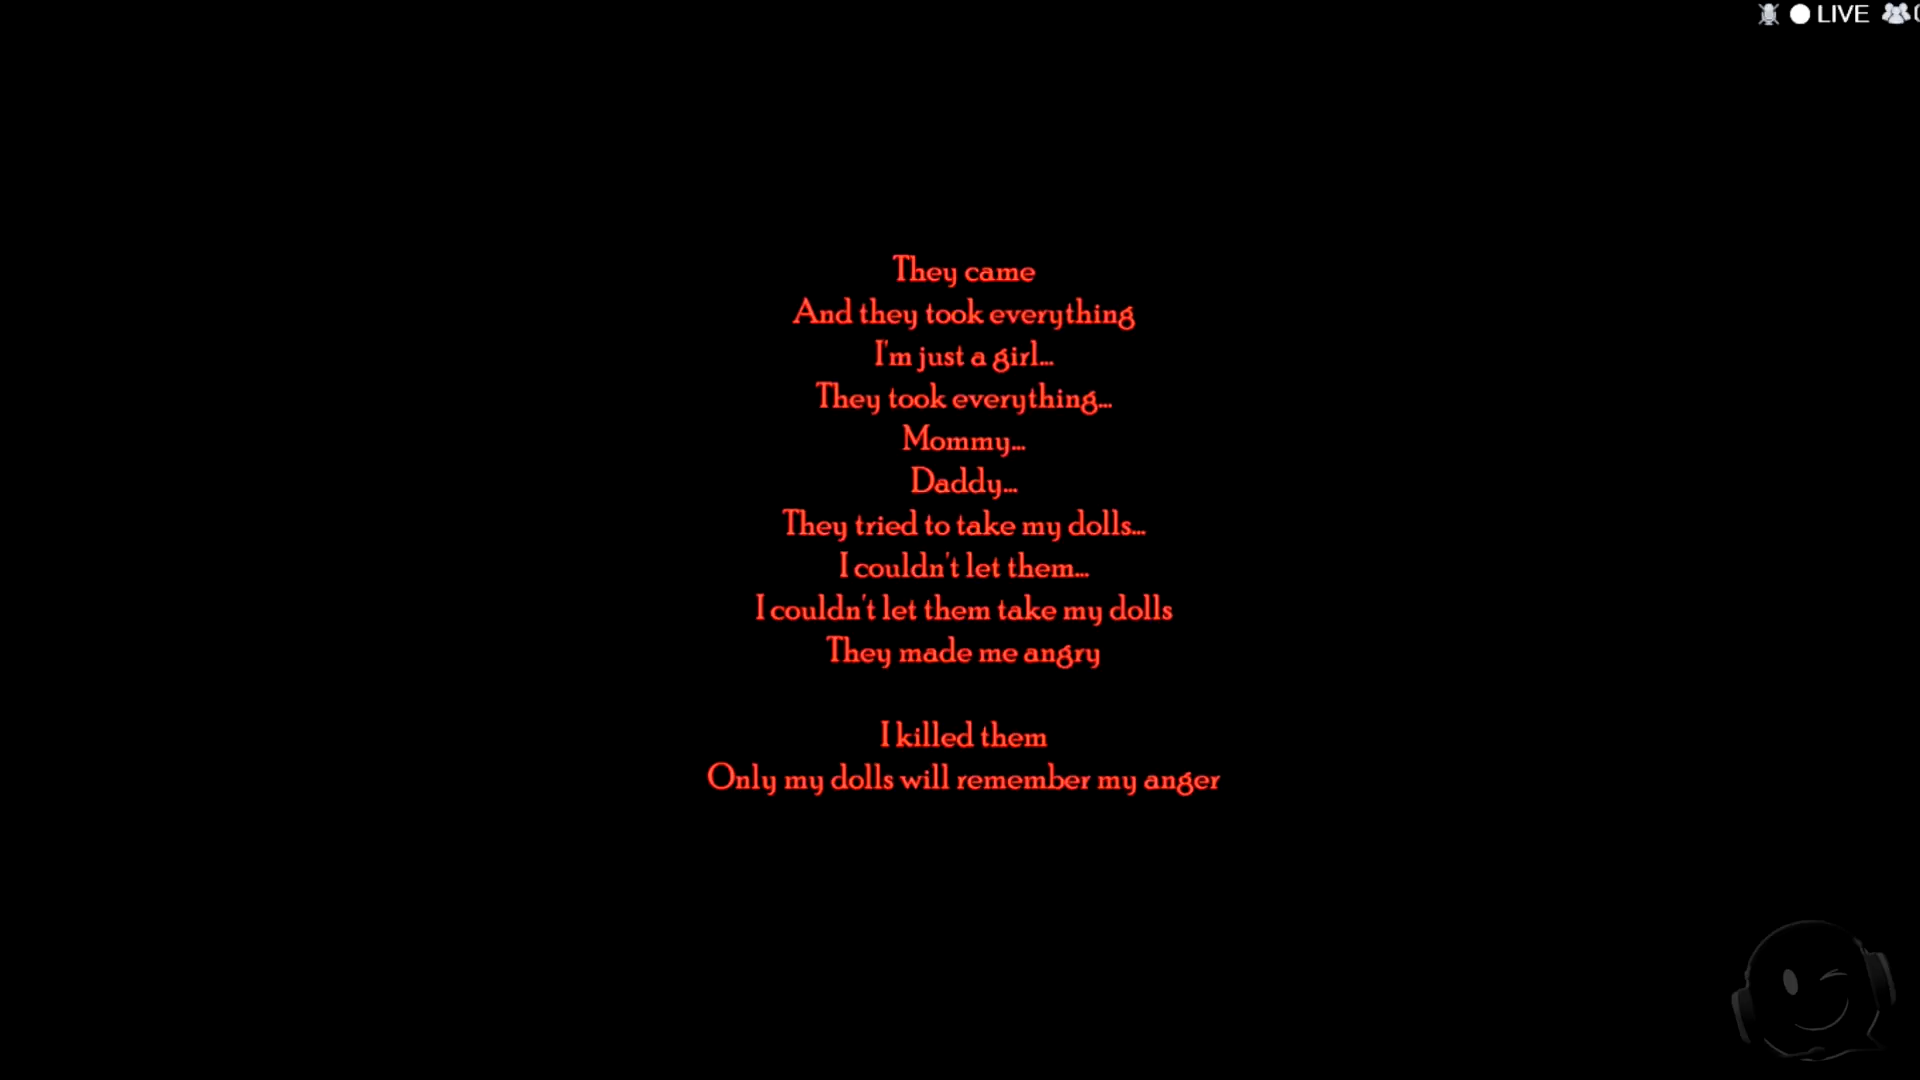 LIVE
They came
And they took everything
I'm just a girl...
They took everything...
Mommy...
Daddy...
They tried to take my dolls...
I couldn't let them...
I couldn't let them take my dolls
They made me angry
I killed them
Only my dolls will remember my anger